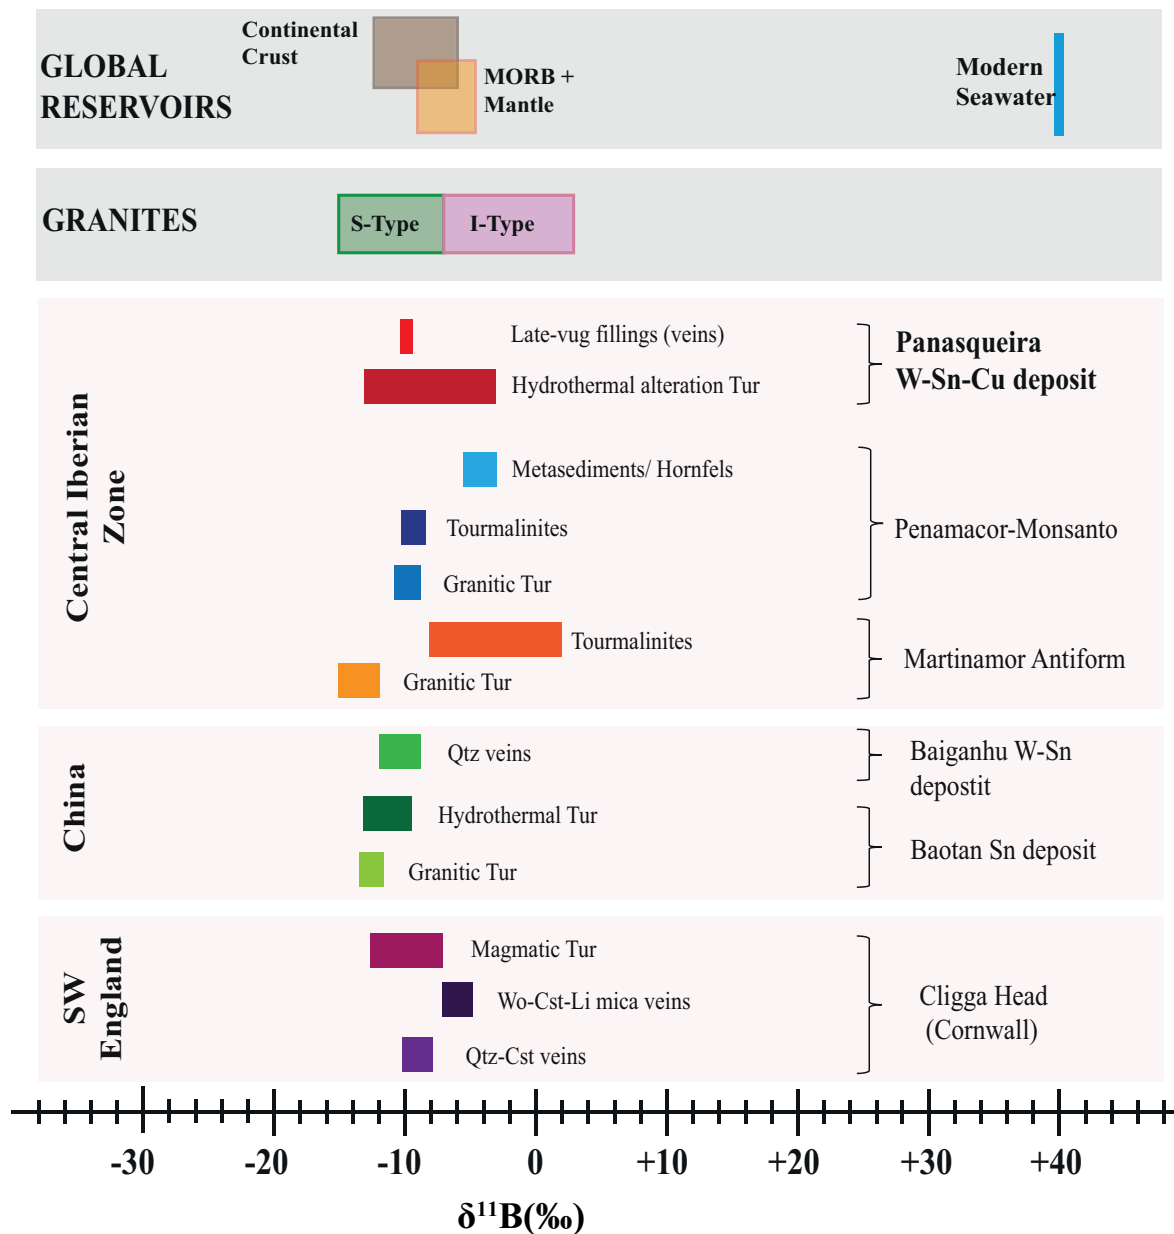 Continental
Crust
GLOBAL
RESERVOIRS
MORB +
Mantle
Modern
Seawater
GRANITES
S-Type
I-Type
Central Iberian
Zone
Late-vug fillings (veins)
Hydrothermal alteration Tur
Panasqueira
W-Sn-Cu deposit
Metasediments/ Hornfels
Tourmalinites
Granitic Tur
Penamacor-Monsanto
Tourmalinites
Granitic Tur
Martinamor Antiform
China
Qtz veins
Baiganhu W-Sn
depostit
Hydrothermal Tur
Granitic Tur
Baotan Sn deposit
SW
England
Magmatic Tur
Wo-Cst-Li mica veins
Qtz-Cst veins
Cligga Head
(Cornwall)
-30 -20 -10 0 +10 +20 +30 +40
δ¹¹B(‰)